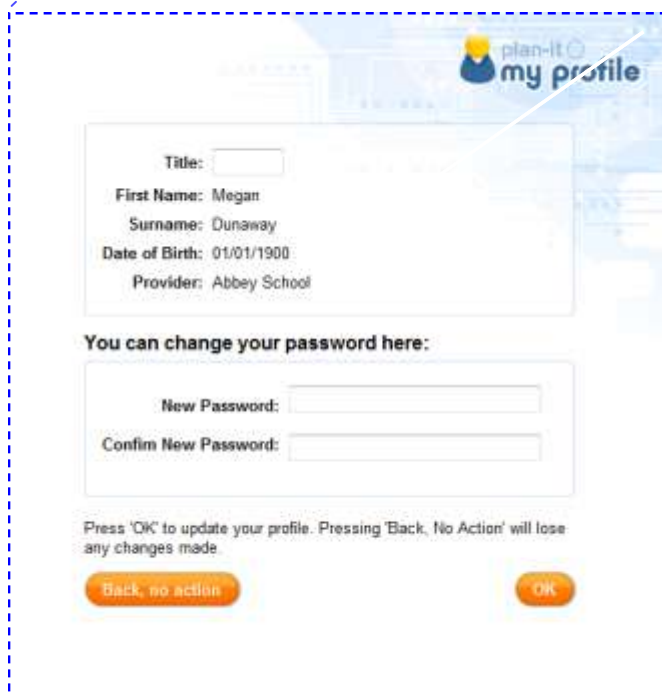 plan-it
my profile
Title:
First Name: Megan
Surname: Dunaway
Date of Birth: 01/01/1900
Provider: Abbey School
You can change your password here:
New Password:
Confim New Password:
Press 'OK' to update your profile. Pressing 'Back, No Action' will lose
any changes made.
Back, no action
OK